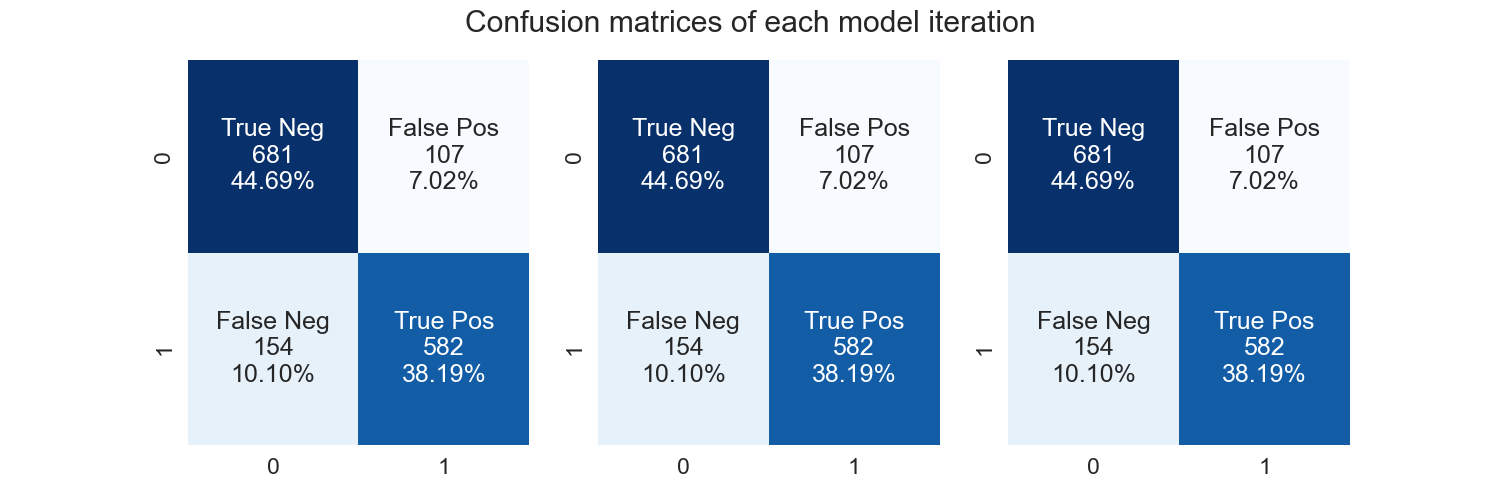 Confusion matrices of each model iteration
0
True Neg
681
44.69%
False Pos
107
7.02%
1
False Neg
154
10.10%
True Pos
582
38.19%
0
1
0
True Neg
681
44.69%
False Pos
107
7.02%
1
False Neg
154
10.10%
True Pos
582
38.19%
0
1
0
True Neg
681
44.69%
False Pos
107
7.02%
1
False Neg
154
10.10%
True Pos
582
38.19%
0
1